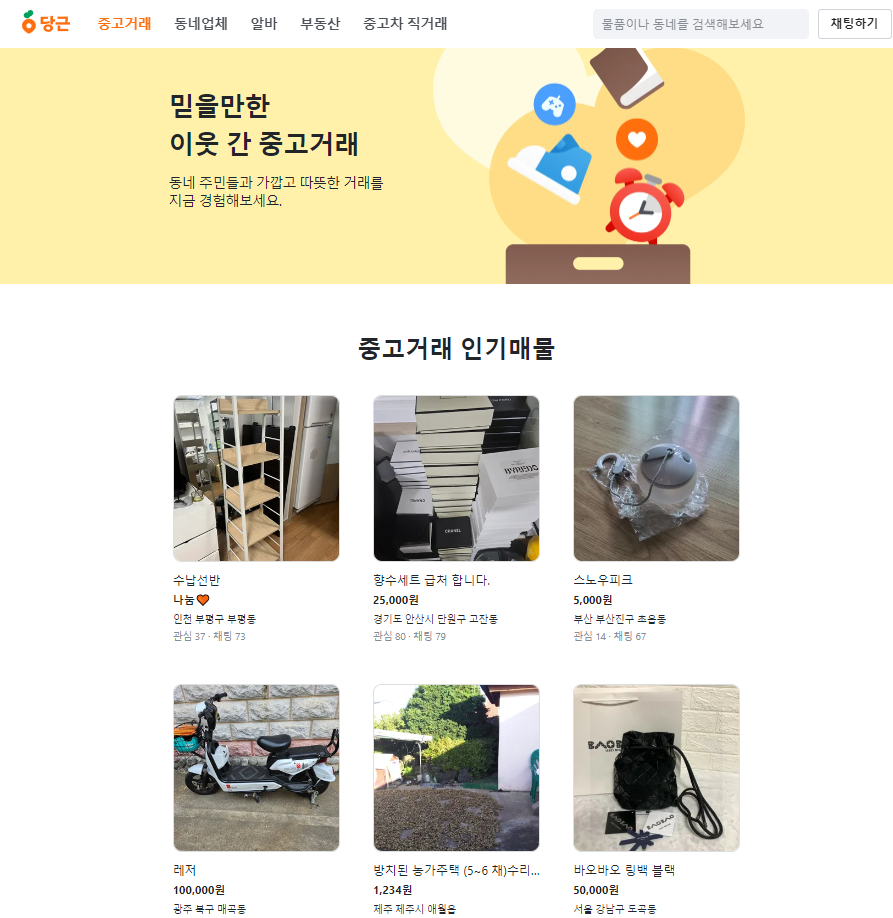 당근
중고거래
동네업체
알바
부동산
중고차 직거래
물품이나 동네를 검색해보세요
채팅하기
믿을만한
이웃 간 중고거래
동네 주민들과 가깝고 따뜻한 거래를
지금 경험해보세요.
중고거래 인기매물
CHANEL
BAOBAO
수납선반
나눔🧡
인천 부평구 부평동
관심 37 ∙ 채팅 73
향수세트 급처 합니다.
25,000원
경기도 안산시 단원구 고잔동
관심 80 ∙ 채팅 79
스노우피크
5,000원
부산 부산진구 초읍동
관심 14 ∙ 채팅 67
레저
100,000원
광주 북구 매곡동
방치된 농가주택 (5~6 채)수리...
1,234원
제주 제주시 애월읍
바오바오 링백 블랙
50,000원
서울 강남구 도곡동